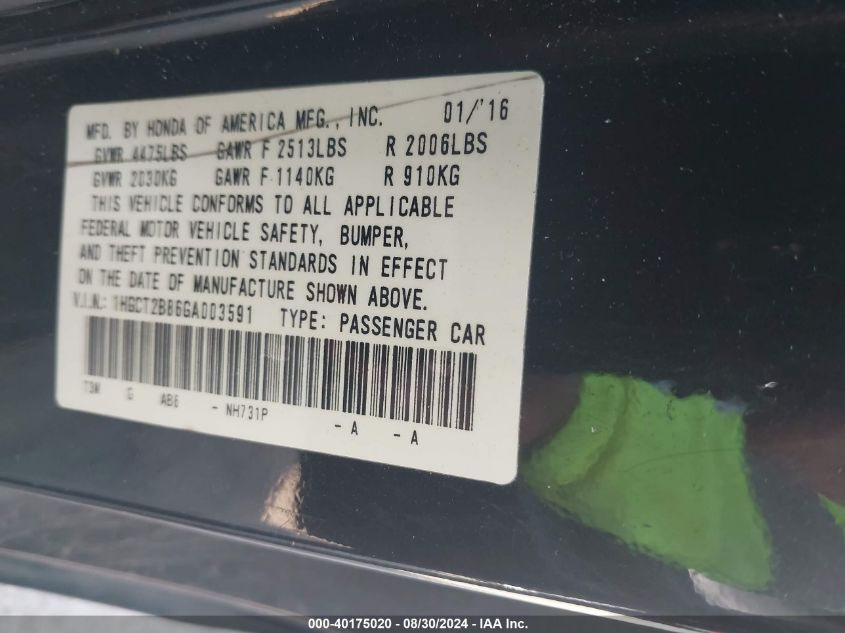 MFD. BY HONDA OF AMERICA MFG., INC. 01/'16
GVWR 4475LBS GAWR F 2513LBS R 2006LBS
GVWR 2030KG GAWR F 1140KG R 910KG
THIS VEHICLE CONFORMS TO ALL APPLICABLE
FEDERAL MOTOR VEHICLE SAFETY, BUMPER,
AND THEFT PREVENTION STANDARDS IN EFFECT
ON THE DATE OF MANUFACTURE SHOWN ABOVE.
V.I.N.: 1HGCT2B86GA003591 TYPE: PASSENGER CAR
T3W G AB6 - NH731P - A - A
000-40175020 - 08/30/2024 - IAA Inc.